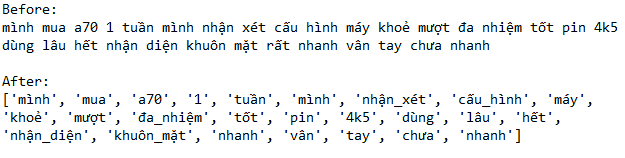 Before:
mình mua a70 1 tuần mình nhận xét cấu hình máy khoẻ mượt đa nhiệm tốt pin 4k5
dùng lâu hết nhận diện khuôn mặt rất nhanh vân tay chưa nhanh
After:
['mình', 'mua', 'a70', '1', 'tuần', 'mình', 'nhận_xét', 'cấu_hình', 'máy',
'khoẻ', 'mượt', 'đa_nhiệm', 'tốt', 'pin', '4k5', 'dùng', 'lâu', 'hết',
'nhận_diện', 'khuôn_mặt', 'nhanh', 'vân', 'tay', 'chưa', 'nhanh']